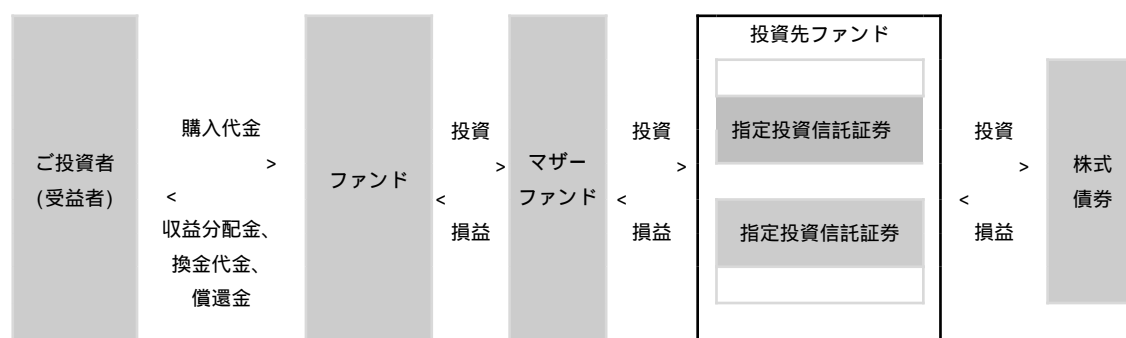 ご投資者
(受益者)
購入代金
>
<
収益分配金、
換金代金、
償還金
ファンド
投資
>
<
損益
マザー
ファンド
投資
>
<
損益
投資先ファンド
指定投資信託証券
指定投資信託証券
投資
>
<
損益
株式
債券